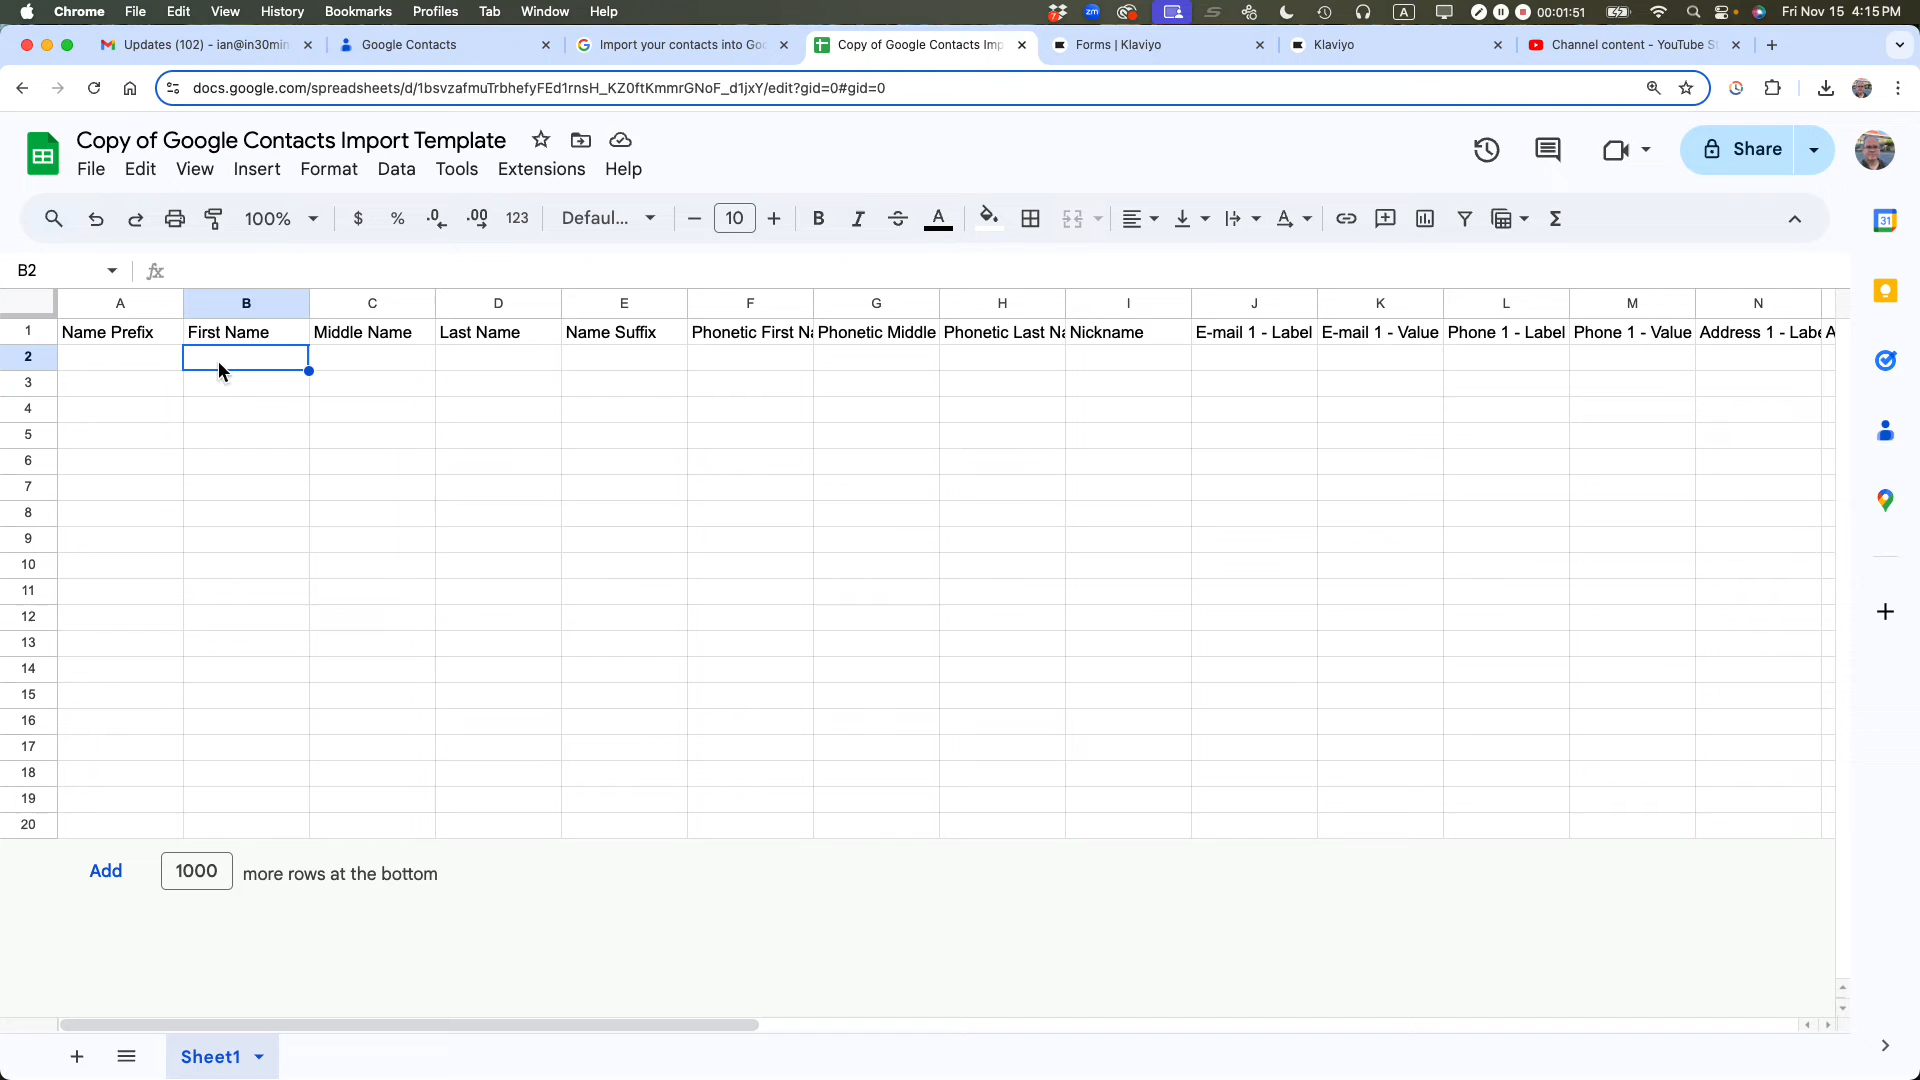 Chrome File Edit View History Bookmarks Profiles Tab Window Help zm A 00:01:51 Fri Nov 15 4:15 PM
Updates (102) - ian@in30min Google Contacts Import your contacts into Goo Copy of Google Contacts Imp Forms | Klaviyo Klaviyo Channel content - YouTube S
docs.google.com/spreadsheets/d/1bsvzafmuTrbhefyFEd1rnsH_KZ0ftKmmrGNoF_d1jxY/edit?gid=0#gid=0
Copy of Google Contacts Import Template
File Edit View Insert Format Data Tools Extensions Help
Share
100% $ % .0 .00 123 Defaul... 10 B I A
31
B2 fx
A B C D E F G H I J K L M N
1 Name Prefix First Name Middle Name Last Name Name Suffix Phonetic First Na Phonetic Middle Phonetic Last Na Nickname E-mail 1 - Label E-mail 1 - Value Phone 1 - Label Phone 1 - Value Address 1 - Labe A
2
3
4
5
6
7
8
9
10
11
12
13
14
15
16
17
18
19
20
Add 1000 more rows at the bottom
Sheet1